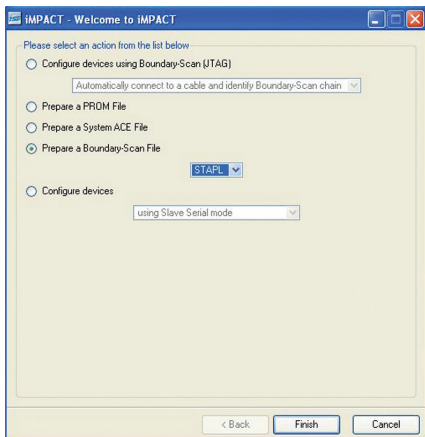 iMPACT - Welcome to iMPACT
Please select an action from the list below
Configure devices using Boundary-Scan (JTAG)
Automatically connect to a cable and identify Boundary-Scan chain
Prepare a PROM File
Prepare a System ACE File
Prepare a Boundary-Scan File
STAPL
Configure devices
using Slave Serial mode
< Back Finish Cancel